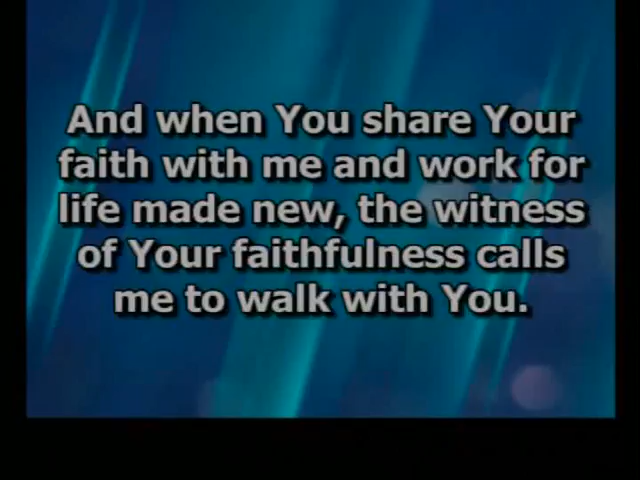 And when You share Your
faith with me and work for
life made new, the witness
of Your faithfulness calls
me to walk with You.